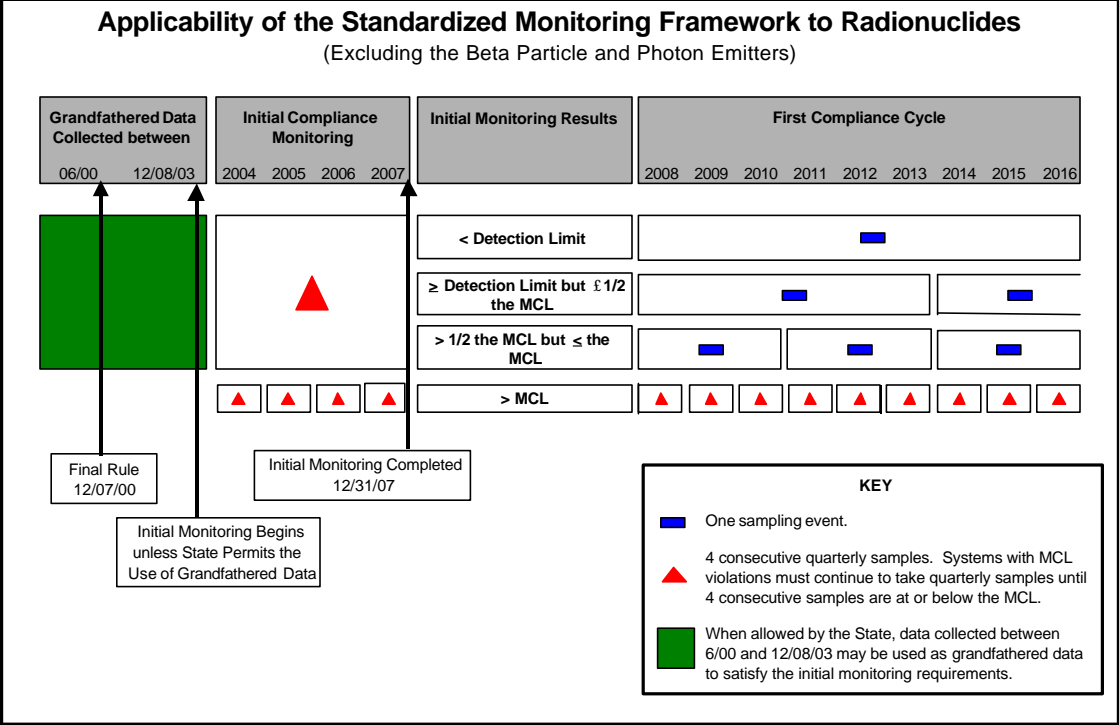 Applicability of the Standardized Monitoring Framework to Radionuclides
(Excluding the Beta Particle and Photon Emitters)
Grandfathered Data
Collected between
06/00 12/08/03
Initial Compliance
Monitoring
2004 2005 2006 2007
Initial Monitoring Results
First Compliance Cycle
2008 2009 2010 2011 2012 2013 2014 2015 2016
< Detection Limit
≥ Detection Limit but £1/2
the MCL
> 1/2 the MCL but ≤ the
MCL
> MCL
Final Rule
12/07/00
Initial Monitoring Completed
12/31/07
Initial Monitoring Begins
unless State Permits the
Use of Grandfathered Data
KEY
One sampling event.
4 consecutive quarterly samples. Systems with MCL
violations must continue to take quarterly samples until
4 consecutive samples are at or below the MCL.
When allowed by the State, data collected between
6/00 and 12/08/03 may be used as grandfathered data
to satisfy the initial monitoring requirements.